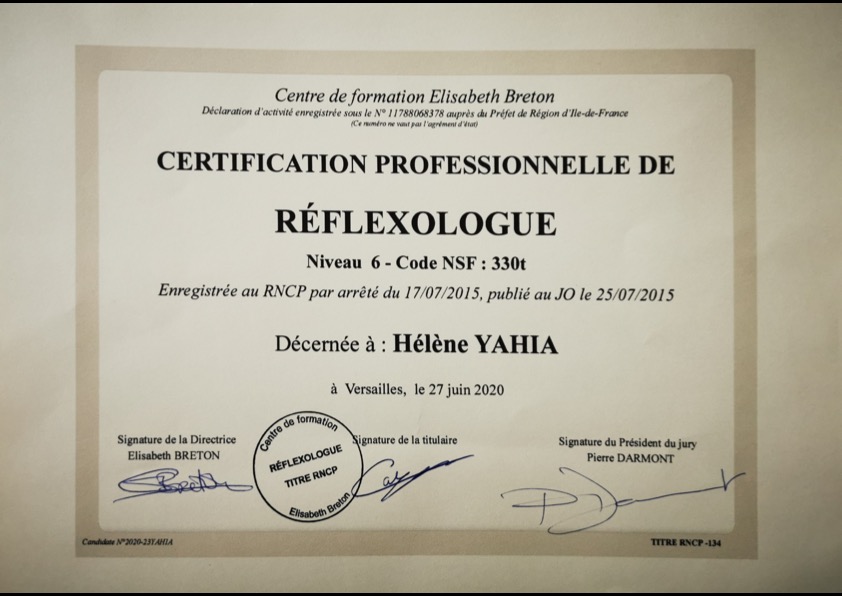 Centre de formation Elisabeth Breton
Déclaration d'activité enregistrée sous le N° 11788068378 auprès du Préfet de Région d'Ile-de-France
(Ce numéro ne vaut pas l'agrément d'état)
CERTIFICATION PROFESSIONNELLE DE
RÉFLEXOLOGUE
Niveau 6 - Code NSF : 330t
Enregistrée au RNCP par arrêté du 17/07/2015, publié au JO le 25/07/2015
Décernée à : Hélène YAHIA
à Versailles, le 27 juin 2020
Signature de la Directrice
Elisabeth BRETON
Centre de formation
RÉFLEXOLOGUE
TITRE RNCP
Elisabeth Breton
Signature de la titulaire
Signature du Président du jury
Pierre DARMONT
Candidate N°2020-23YAHIA
TITRE RNCP -134